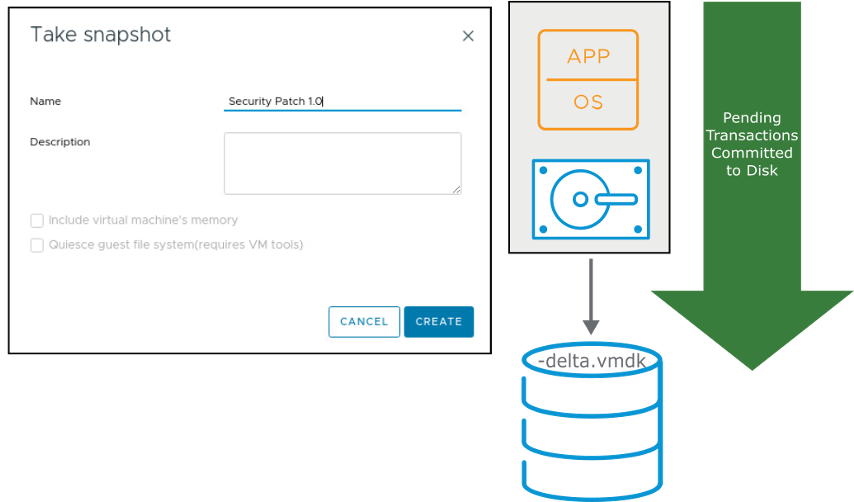 Take snapshot
Name
Security Patch 1.0
Description
Include virtual machine's memory
Quiesce guest file system(requires VM tools)
CANCEL
CREATE
APP
OS
-delta.vmdk
Pending
Transactions
Committed
to Disk